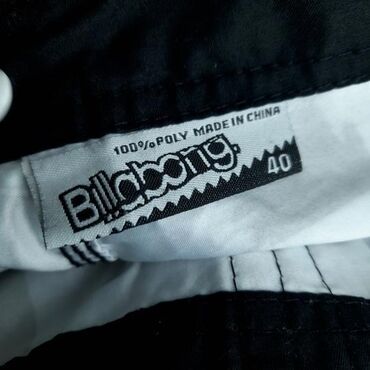 100% POLY MADE IN CHINA
Billabong.
40